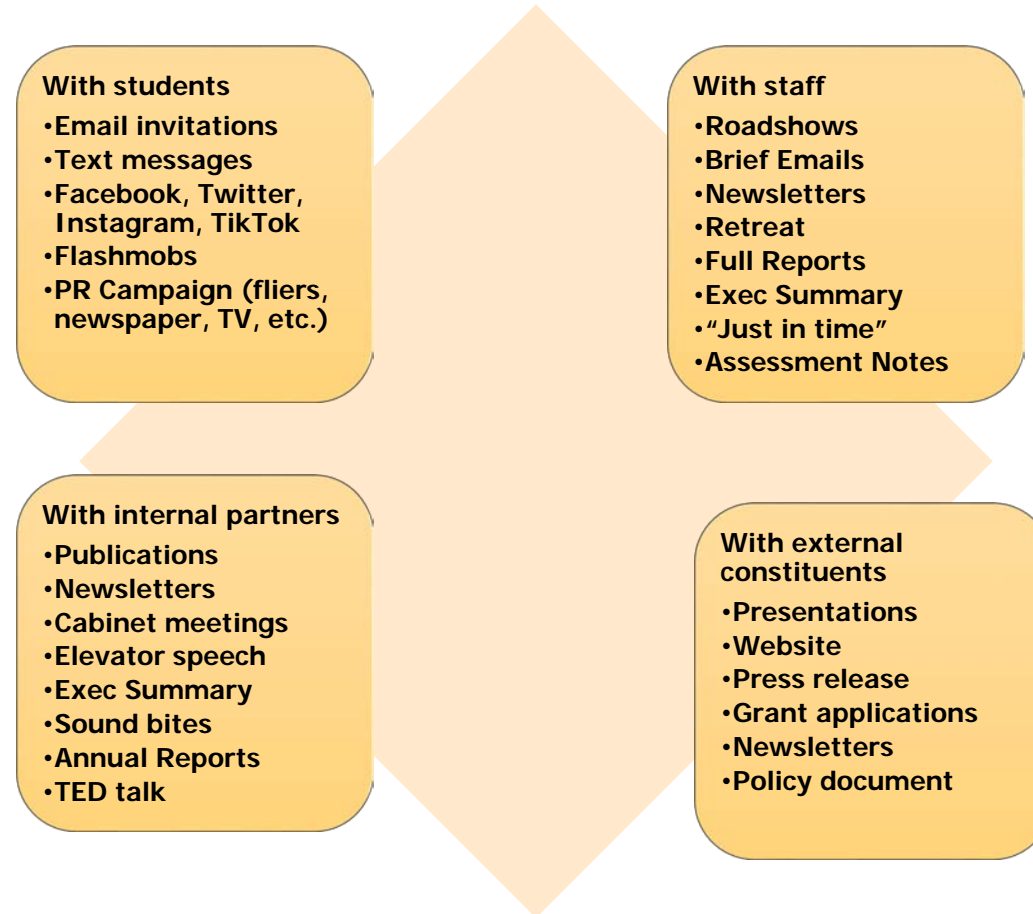 With students
•Email invitations
•Text messages
•Facebook, Twitter,
Instagram, TikTok
•Flashmobs
•PR Campaign (fliers,
newspaper, TV, etc.)
With staff
•Roadshows
•Brief Emails
•Newsletters
•Retreat
•Full Reports
•Exec Summary
•“Just in time”
•Assessment Notes
With internal partners
•Publications
•Newsletters
•Cabinet meetings
•Elevator speech
•Exec Summary
•Sound bites
•Annual Reports
•TED talk
With external
constituents
•Presentations
•Website
•Press release
•Grant applications
•Newsletters
•Policy document